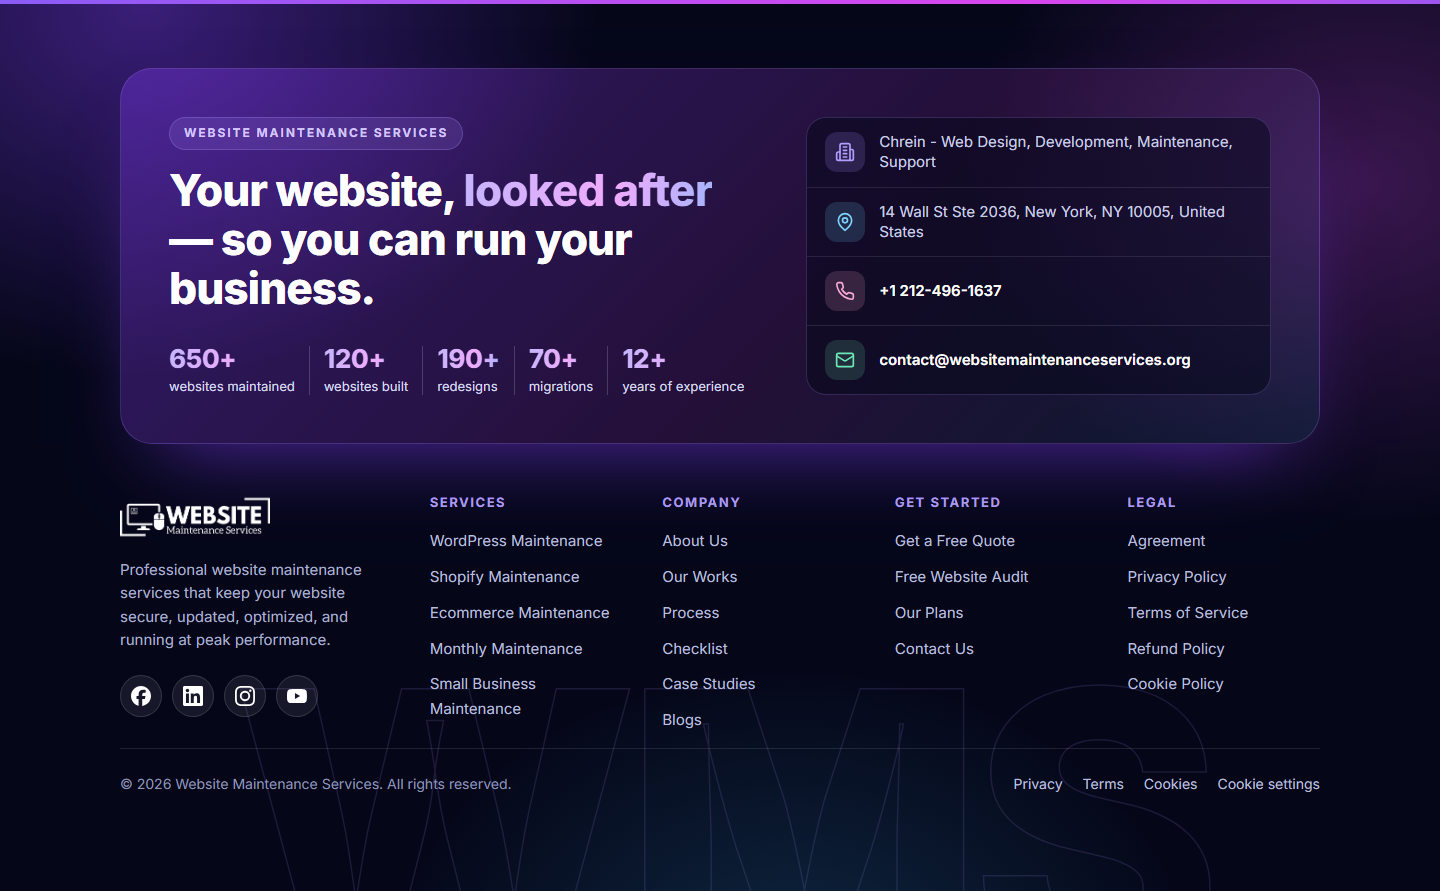 WEBSITE MAINTENANCE SERVICES
Your website, looked after
— so you can run your
business.
650+
websites maintained
120+
websites built
190+
redesigns
70+
migrations
12+
years of experience
Chrein - Web Design, Development, Maintenance,
Support
14 Wall St Ste 2036, New York, NY 10005, United
States
+1 212-496-1637
contact@websitemaintenanceservices.org
WEBSITE
Maintenance Services
Professional website maintenance
services that keep your website
secure, updated, optimized, and
running at peak performance.
SERVICES
WordPress Maintenance
Shopify Maintenance
Ecommerce Maintenance
Monthly Maintenance
Small Business
Maintenance
COMPANY
About Us
Our Works
Process
Checklist
Case Studies
Blogs
GET STARTED
Get a Free Quote
Free Website Audit
Our Plans
Contact Us
LEGAL
Agreement
Privacy Policy
Terms of Service
Refund Policy
Cookie Policy
WMS
© 2026 Website Maintenance Services. All rights reserved.
Privacy Terms Cookies Cookie settings